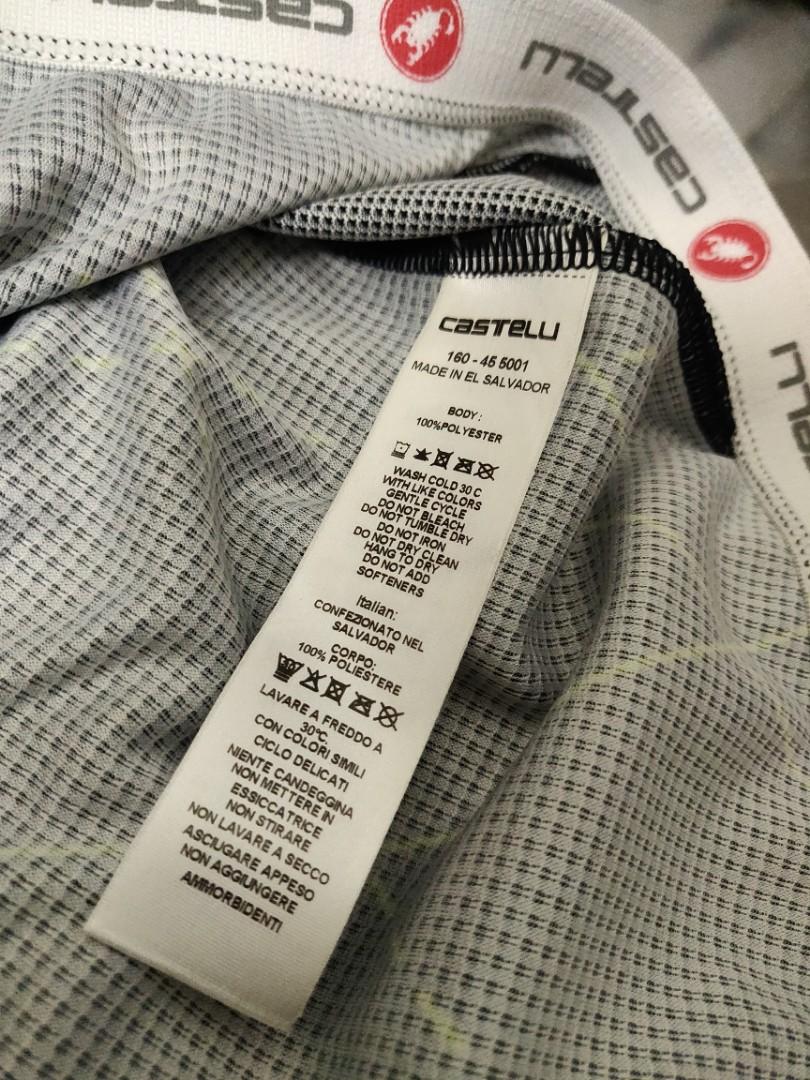 castelli
castelli
castelli
castelli
160 - 45 5001
MADE IN EL SALVADOR
BODY :
100%POLYESTER
WASH COLD 30 C
WITH LIKE COLORS
GENTLE CYCLE
DO NOT BLEACH
DO NOT TUMBLE DRY
DO NOT IRON
DO NOT DRY CLEAN
HANG TO DRY
DO NOT ADD
SOFTENERS
Italian:
CONFEZIONATO NEL
SALVADOR
CORPO:
100% POLIESTERE
LAVARE A FREDDO A
30°C.
CON COLORI SIMILI
CICLO DELICATI
NIENTE CANDEGGINA
NON METTERE IN
ESSICCATRICE
NON STIRARE
NON LAVARE A SECCO
ASCIUGARE APPESO
NON AGGIUNGERE
AMMORBIDENTI